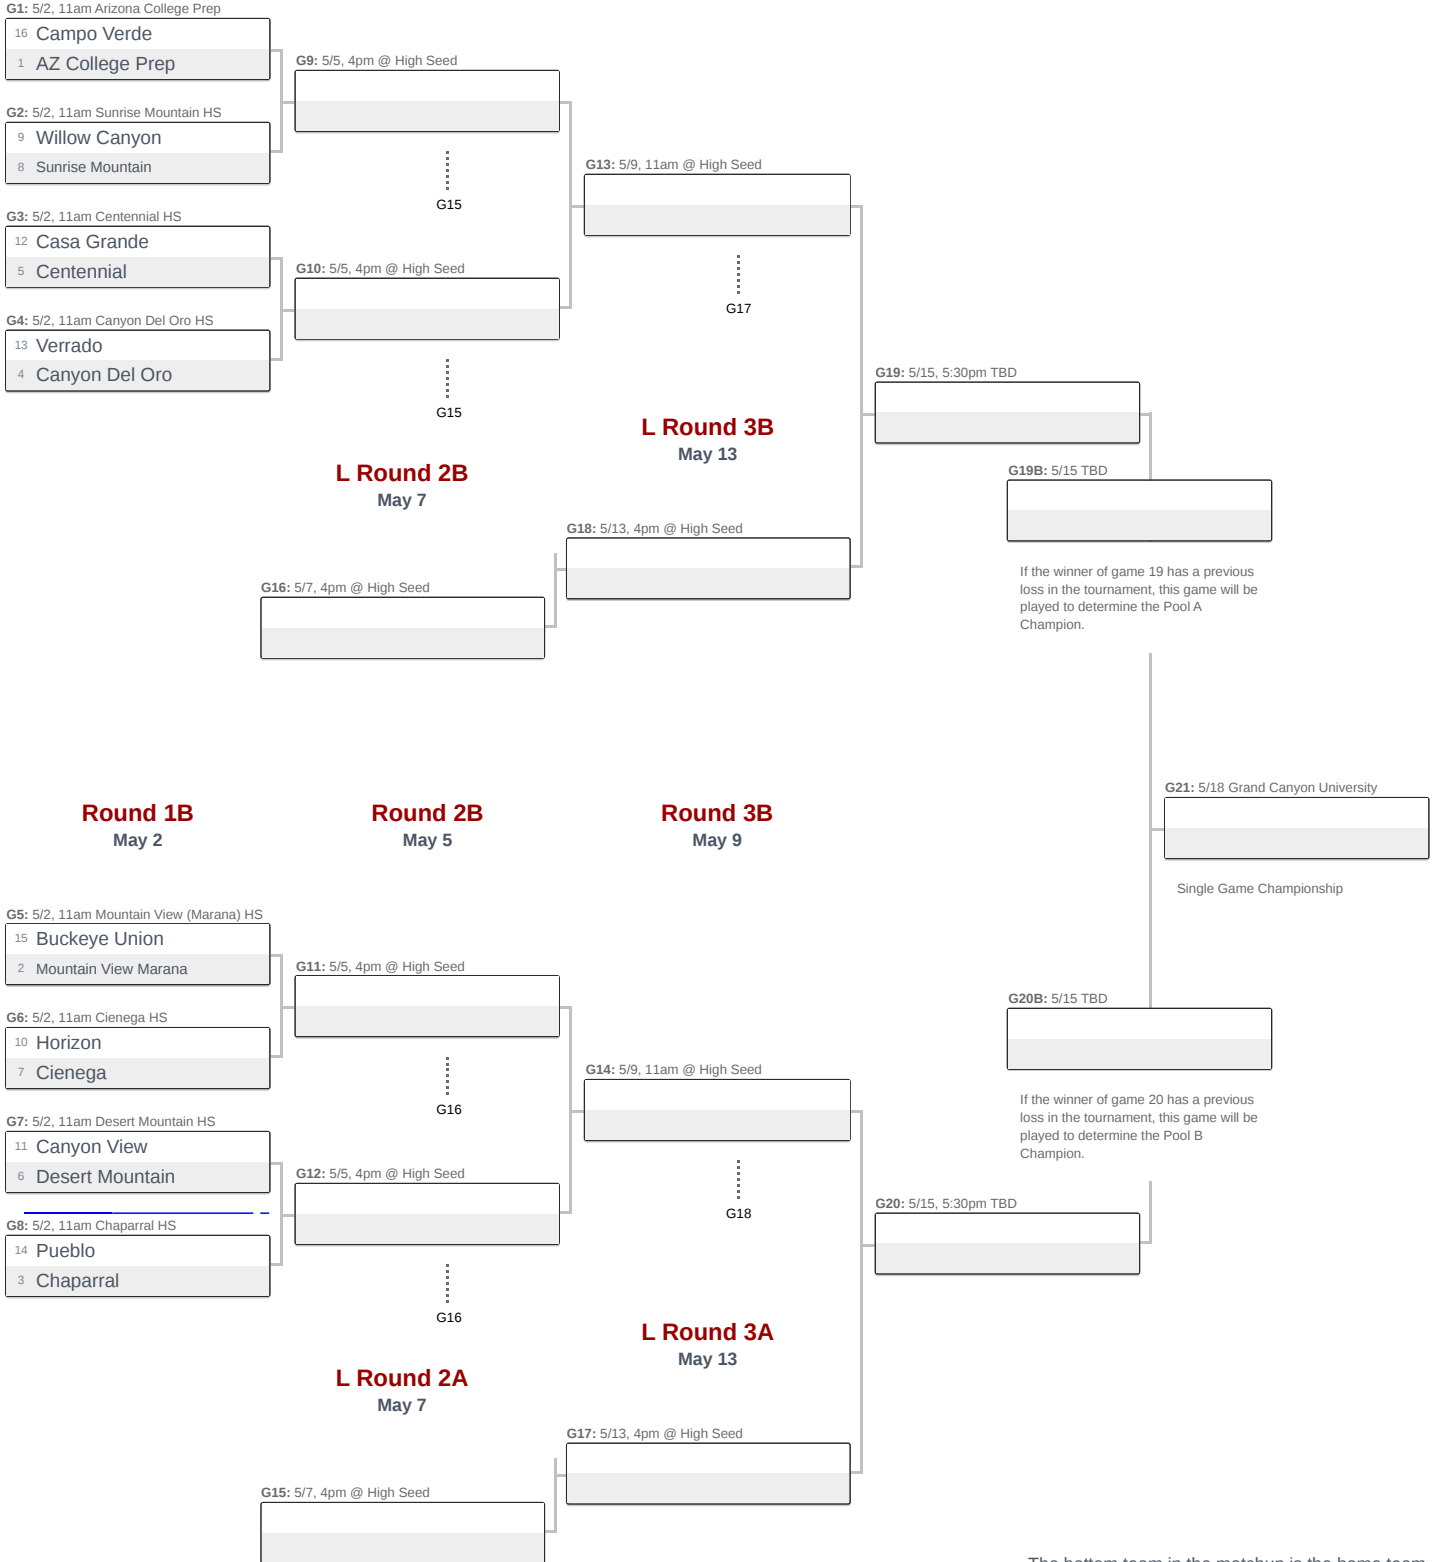 G1: 5/2, 11am Arizona College Prep
16 Campo Verde
1 AZ College Prep
G9: 5/5, 4pm @ High Seed
G2: 5/2, 11am Sunrise Mountain HS
9 Willow Canyon
8 Sunrise Mountain
G13: 5/9, 11am @ High Seed
G15
G3: 5/2, 11am Centennial HS
12 Casa Grande
5 Centennial
G10: 5/5, 4pm @ High Seed
G17
G4: 5/2, 11am Canyon Del Oro HS
13 Verrado
4 Canyon Del Oro
G19: 5/15, 5:30pm TBD
G15
L Round 3B
May 13
L Round 2B
May 7
G19B: 5/15 TBD
G18: 5/13, 4pm @ High Seed
If the winner of game 19 has a previous
loss in the tournament, this game will be
played to determine the Pool A
Champion.
G16: 5/7, 4pm @ High Seed
G21: 5/18 Grand Canyon University
Round 1B
May 2
Round 2B
May 5
Round 3B
May 9
Single Game Championship
G5: 5/2, 11am Mountain View (Marana) HS
15 Buckeye Union
2 Mountain View Marana
G11: 5/5, 4pm @ High Seed
G20B: 5/15 TBD
G6: 5/2, 11am Cienega HS
10 Horizon
7 Cienega
G14: 5/9, 11am @ High Seed
G16
If the winner of game 20 has a previous
loss in the tournament, this game will be
played to determine the Pool B
Champion.
G7: 5/2, 11am Desert Mountain HS
11 Canyon View
6 Desert Mountain
G12: 5/5, 4pm @ High Seed
G18
G20: 5/15, 5:30pm TBD
G8: 5/2, 11am Chaparral HS
14 Pueblo
3 Chaparral
G16
L Round 3A
May 13
L Round 2A
May 7
G17: 5/13, 4pm @ High Seed
G15: 5/7, 4pm @ High Seed
The bottom team in the matchup is the home team